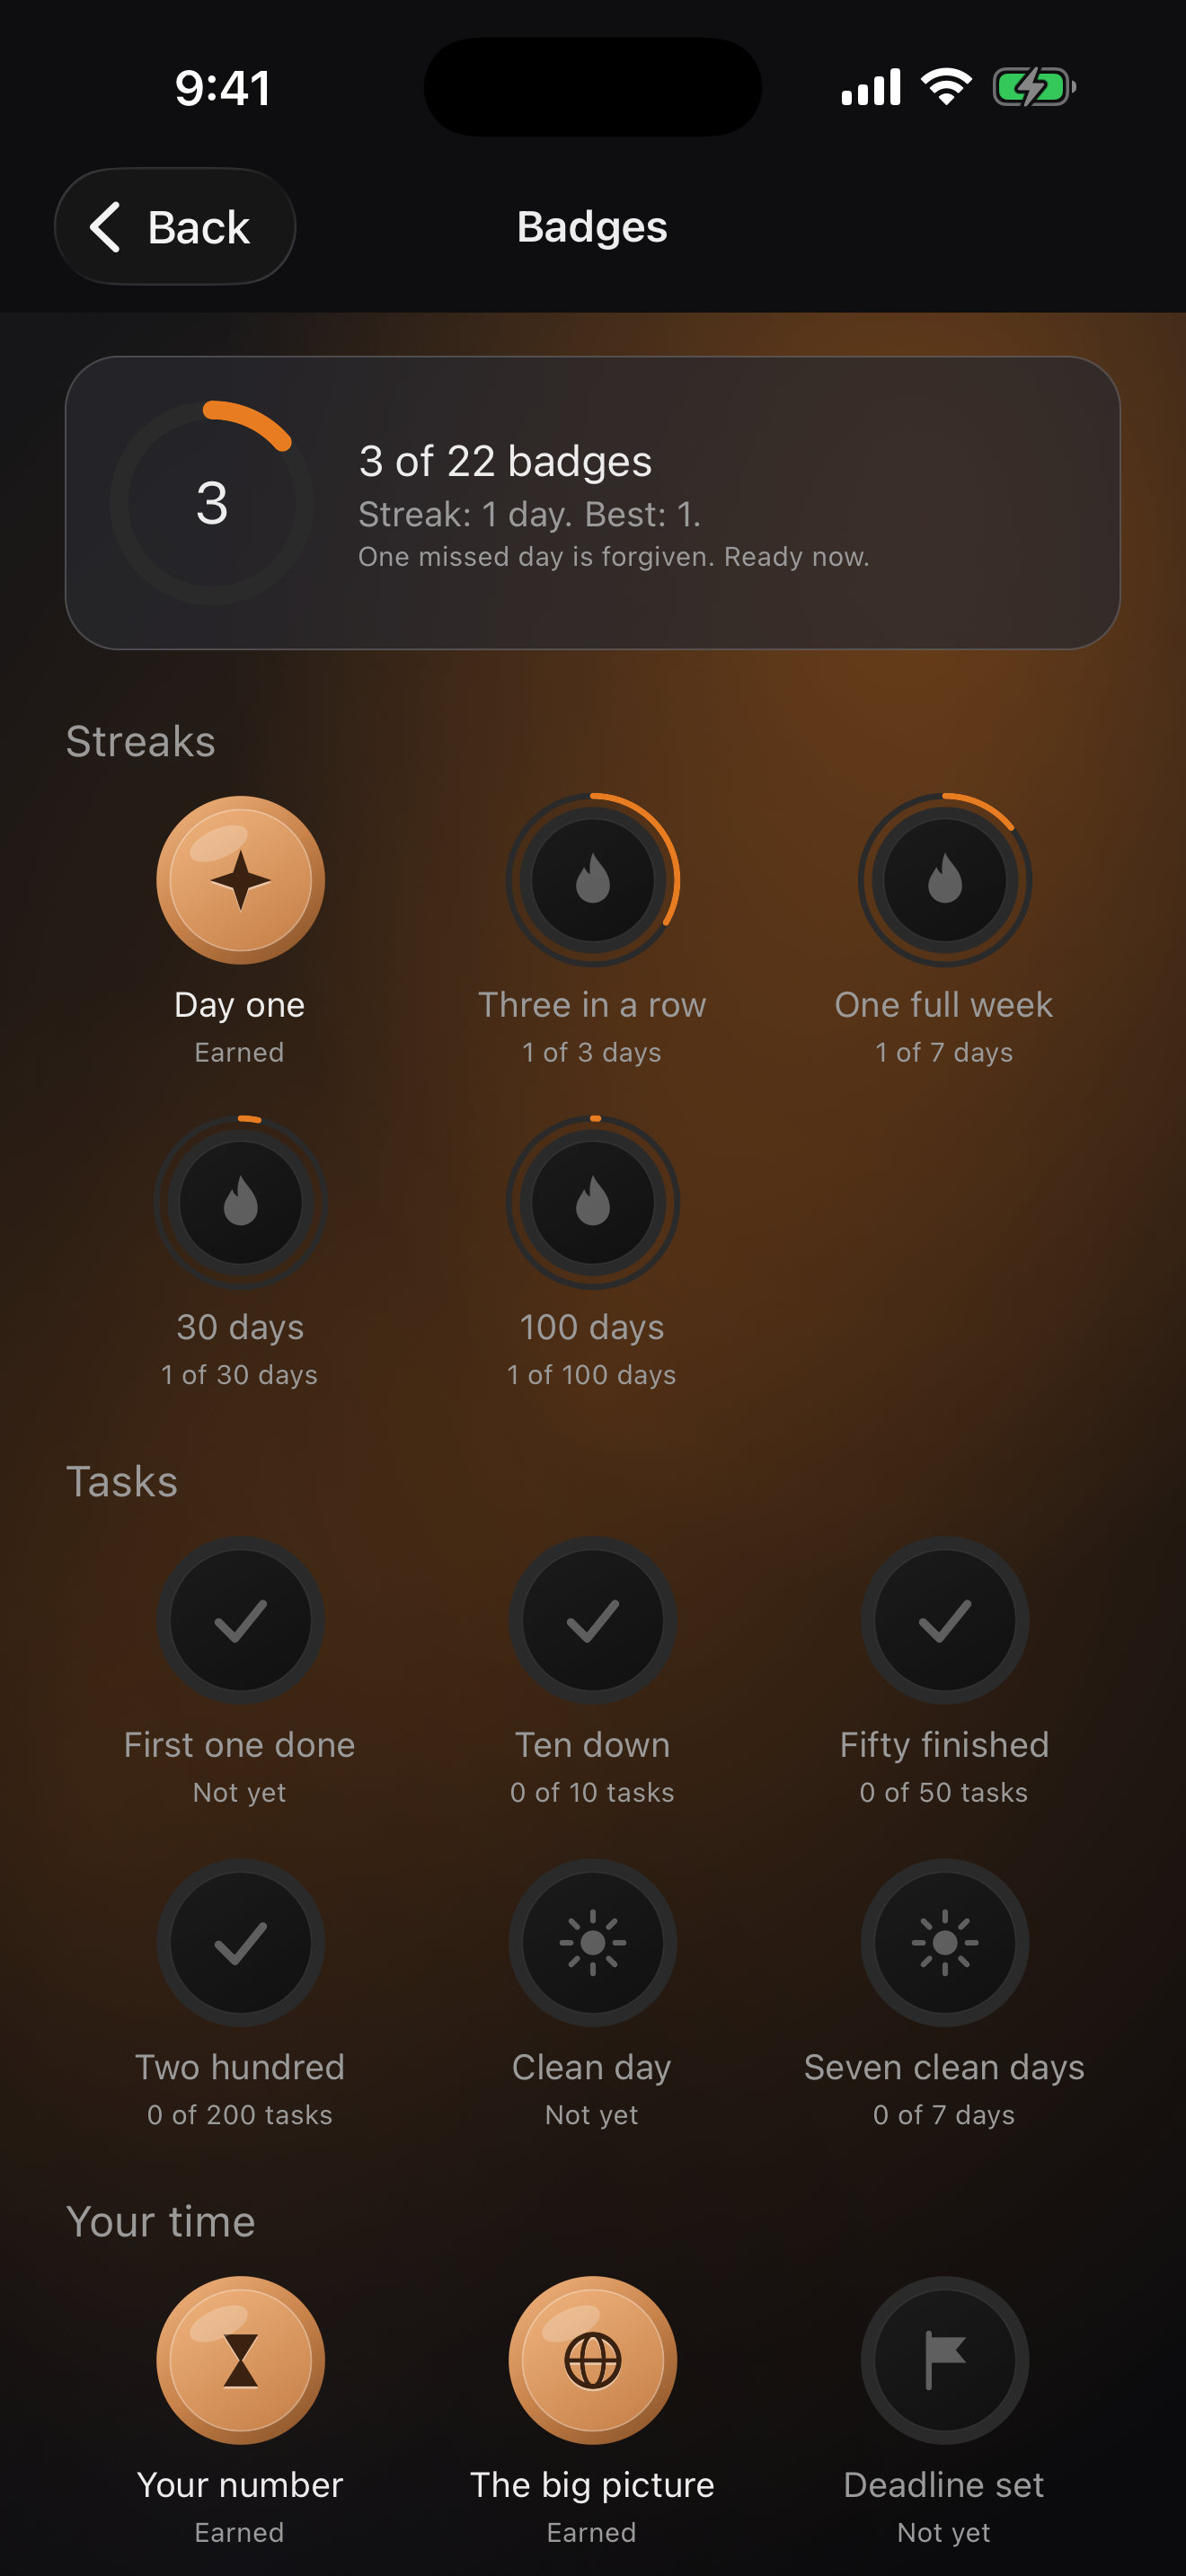 9:41
Back
Badges
3
3 of 22 badges
Streak: 1 day. Best: 1.
One missed day is forgiven. Ready now.
Streaks
Day one
Earned
Three in a row
1 of 3 days
One full week
1 of 7 days
30 days
1 of 30 days
100 days
1 of 100 days
Tasks
First one done
Not yet
Ten down
0 of 10 tasks
Fifty finished
0 of 50 tasks
Two hundred
0 of 200 tasks
Clean day
Not yet
Seven clean days
0 of 7 days
Your time
Your number
Earned
The big picture
Earned
Deadline set
Not yet